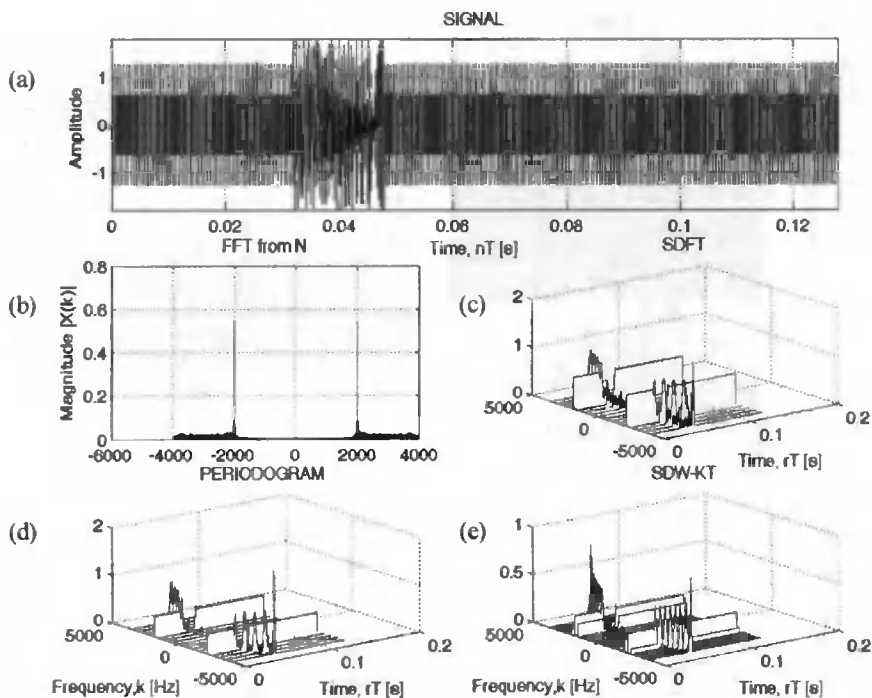 SIGNAL
(a)
Amplitude
1
0
-1
0 0.02 0.04 0.06 0.08 0.1 0.12
FFT from N Time, nT [s] SDFT
(b)
Magnitude |X(k)|
0.8
0.6
0.4
0.2
0
-6000 -4000 -2000 0 2000 4000
PERIODOGRAM
(c)
2
1
0
5000 0 -5000
0 0.1 0.2
Time, rT [s]
SDW-KT
(d)
2
1
0
5000 0 -5000
0 0.1 0.2
Frequency,k [Hz] Time, rT [s]
(e)
1
0.5
0
5000 0 -5000
0 0.1 0.2
Frequency,k [Hz] Time, rT [s]